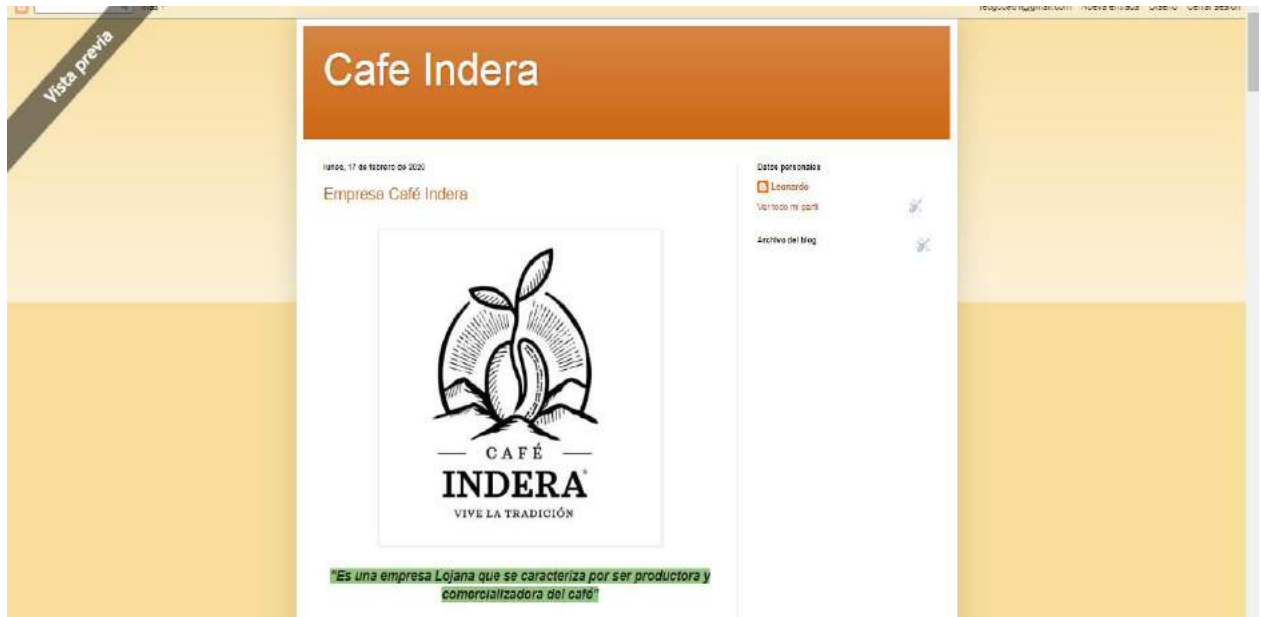 Más
Nueva entrada Diseño Cerrar sesión
Vista previa
Cafe Indera
lunes, 17 de febrero de 2020
Empresa Café Indera
CAFÉ
INDERA
VIVE LA TRADICIÓN
"Es una empresa Lojana que se caracteriza por ser productora y
comercializadora del café"
Datos personales
Leonardo
Ver todo mi perfil
Archivo del blog